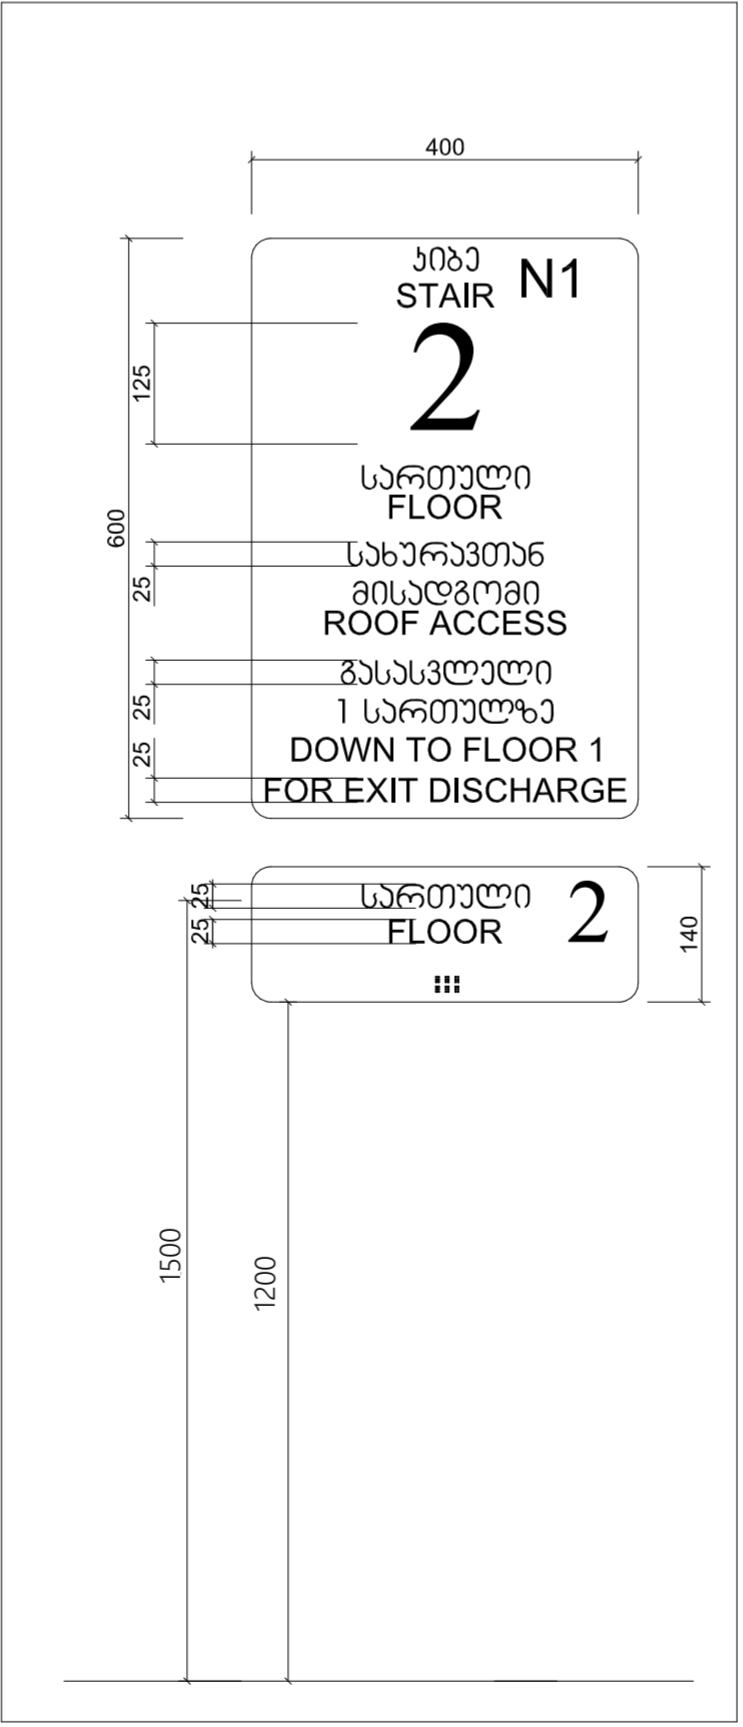 400
კიბე
STAIR N1
2
125
სართული
FLOOR
600
სახურავთან
25
მისადგომი
ROOF ACCESS
გასასვლელი
25
1 სართულზე
25
DOWN TO FLOOR 1
FOR EXIT DISCHARGE
25
სართული 2
25
FLOOR
140
1500
1200